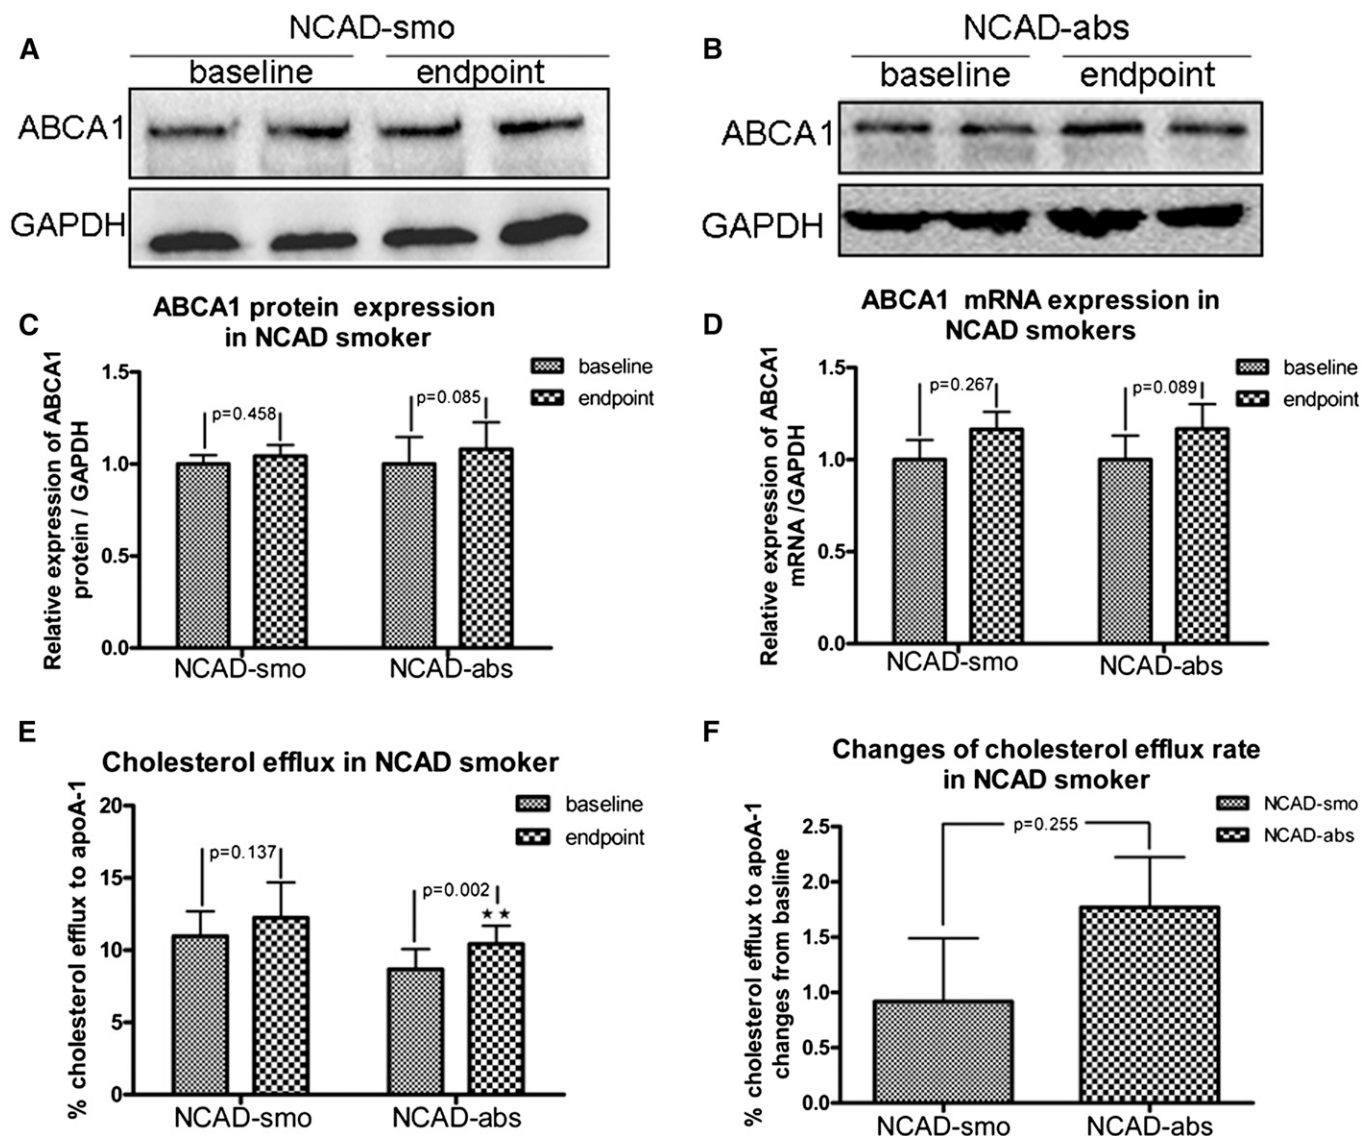 A
NCAD-smo
baseline endpoint
ABCA1
GAPDH
B
NCAD-abs
baseline endpoint
ABCA1
GAPDH
C
ABCA1 protein expression
in NCAD smoker
Relative expression of ABCA1
protein / GAPDH
1.5
1.0
0.5
0.0
p=0.458
p=0.085
baseline
endpoint
NCAD-smo NCAD-abs
D
ABCA1 mRNA expression in
NCAD smokers
Relative expression of ABCA1
mRNA /GAPDH
1.5
1.0
0.5
0.0
p=0.267
p=0.089
baseline
endpoint
NCAD-smo NCAD-abs
E
Cholesterol efflux in NCAD smoker
% cholesterol efflux to apoA-1
20
15
10
5
0
p=0.137
p=0.002
★★
baseline
endpoint
NCAD-smo NCAD-abs
F
Changes of cholesterol efflux rate
in NCAD smoker
% cholesterol efflux to apoA-1
changes from basline
2.5
2.0
1.5
1.0
0.5
0.0
p=0.255
NCAD-smo
NCAD-abs
NCAD-smo NCAD-abs